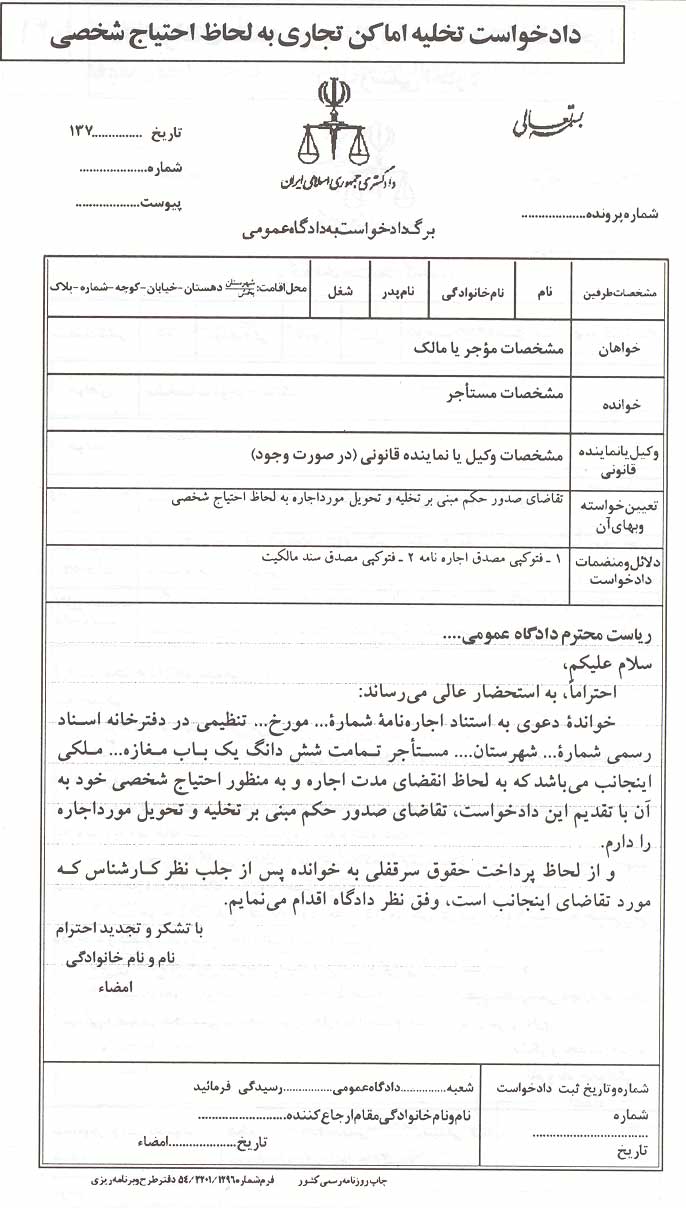 دادخواست تخلیه اماکن تجاری به لحاظ احتیاج شخصی
بسمه تعالی
تاریخ ............... ۱۳۷
شماره....................
پیوست...................
دادگستری جمهوری اسلامی ایران
شماره پرونده...................
برگ دادخواست به دادگاه عمومی
مشخصات طرفین
نام
نام خانوادگی
نام پدر
شغل
محل اقامت: شهرستان بخش دهستان-خیابان-کوچه-شماره-پلاک
خواهان
مشخصات مؤجر یا مالک
خوانده
مشخصات مستأجر
وکیل یا نماینده
قانونی
مشخصات وکیل یا نماینده قانونی (در صورت وجود)
تعیین خواسته
وبهای آن
تقاضای صدور حکم مبنی بر تخلیه و تحویل مورداجاره به لحاظ احتیاج شخصی
دلائل و منضمات
دادخواست
۱ ـ فتوکپی مصدق اجاره نامه ۲ ـ فتوکپی مصدق سند مالکیت
ریاست محترم دادگاه عمومی....
سلام علیکم،
احتراماً، به استحضار عالی می‌رساند:
خواندهٔ دعوی به استناد اجاره‌نامهٔ شمارهٔ... مورخ... تنظیمی در دفترخانه اسناد
رسمی شمارهٔ... شهرستان.... مستأجر تمامت شش دانگ یک باب مغازه... ملکی
اینجانب می‌باشد که به لحاظ انقضای مدت اجاره و به منظور احتیاج شخصی خود به
آن با تقدیم این دادخواست، تقاضای صدور حکم مبنی بر تخلیه و تحویل مورداجاره
را دارم.
و از لحاظ پرداخت حقوق سرقفلی به خوانده پس از جلب نظر کارشناس که
مورد تقاضای اینجانب است، وفق نظر دادگاه اقدام می‌نمایم.
با تشکر و تجدید احترام
نام و نام خانوادگی
امضاء
شماره و تاریخ ثبت دادخواست
شماره
................................
تاریخ
شعبه..............دادگاه عمومی...............رسیدگی فرمائید
نام و نام خانوادگی مقام ارجاع کننده..........................
تاریخ....................امضاء
چاپ روزنامه رسمی کشور فرم شماره ۵۴/۳۲۰۱/۱۲۹۶ دفتر طرح و برنامه ریزی